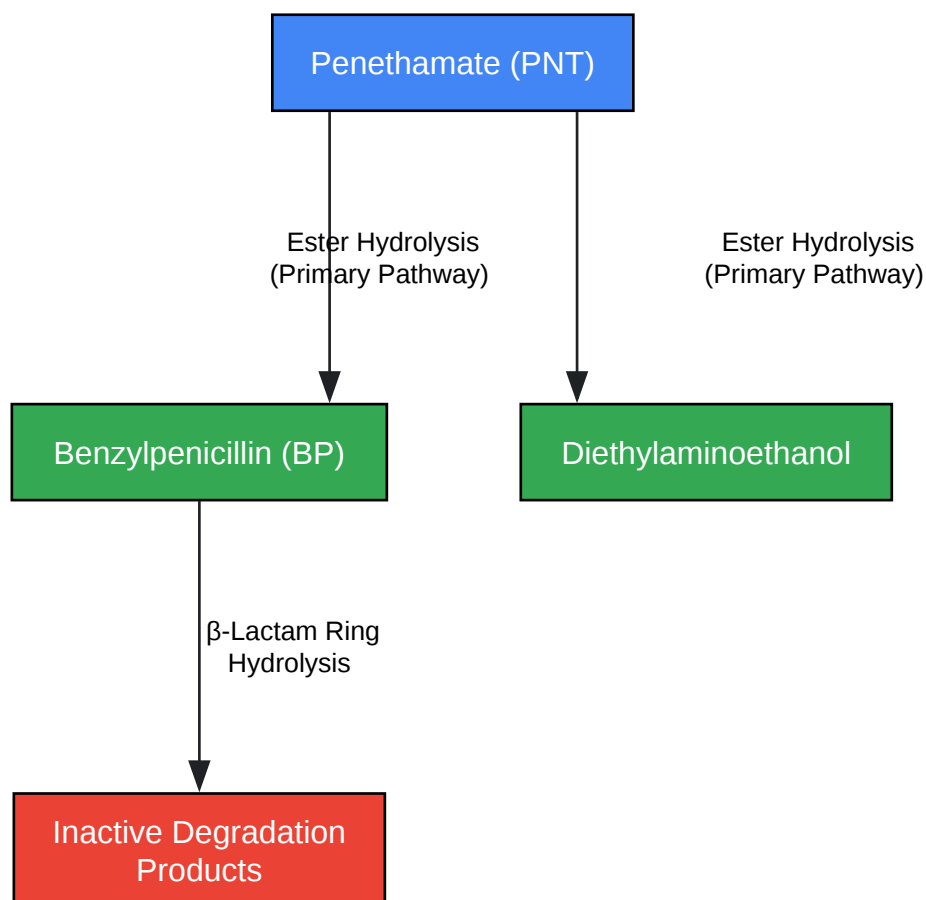 Penethamate (PNT)
Ester Hydrolysis
(Primary Pathway)
Ester Hydrolysis
(Primary Pathway)
Benzylpenicillin (BP)
Diethylaminoethanol
β-Lactam Ring
Hydrolysis
Inactive Degradation
Products